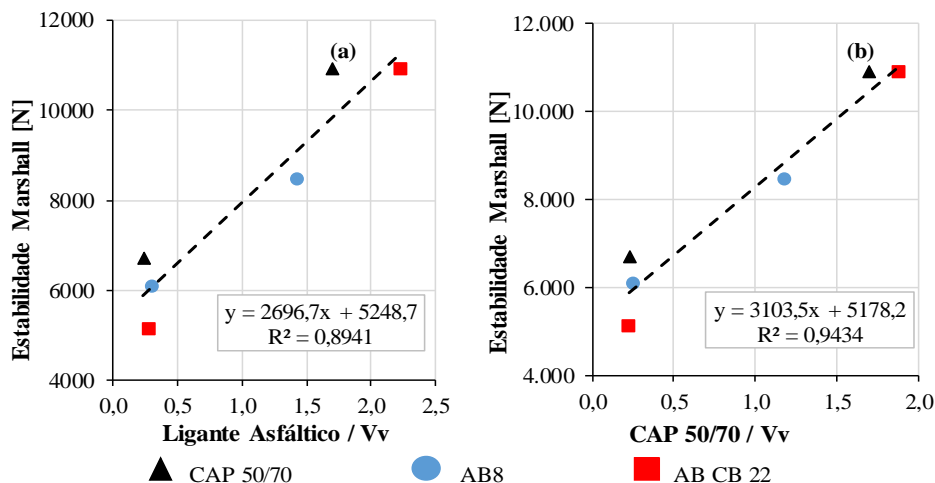 Estabilidade Marshall [N]
12000
10000
8000
6000
4000
(a)
y = 2696,7x + 5248,7
R² = 0,8941
0,0 0,5 1,0 1,5 2,0 2,5
Ligante Asfáltico / Vv
Estabilidade Marshall [N]
12.000
10.000
8.000
6.000
4.000
(b)
y = 3103,5x + 5178,2
R² = 0,9434
0,0 0,5 1,0 1,5 2,0
CAP 50/70 / Vv
CAP 50/70 AB8 AB CB 22